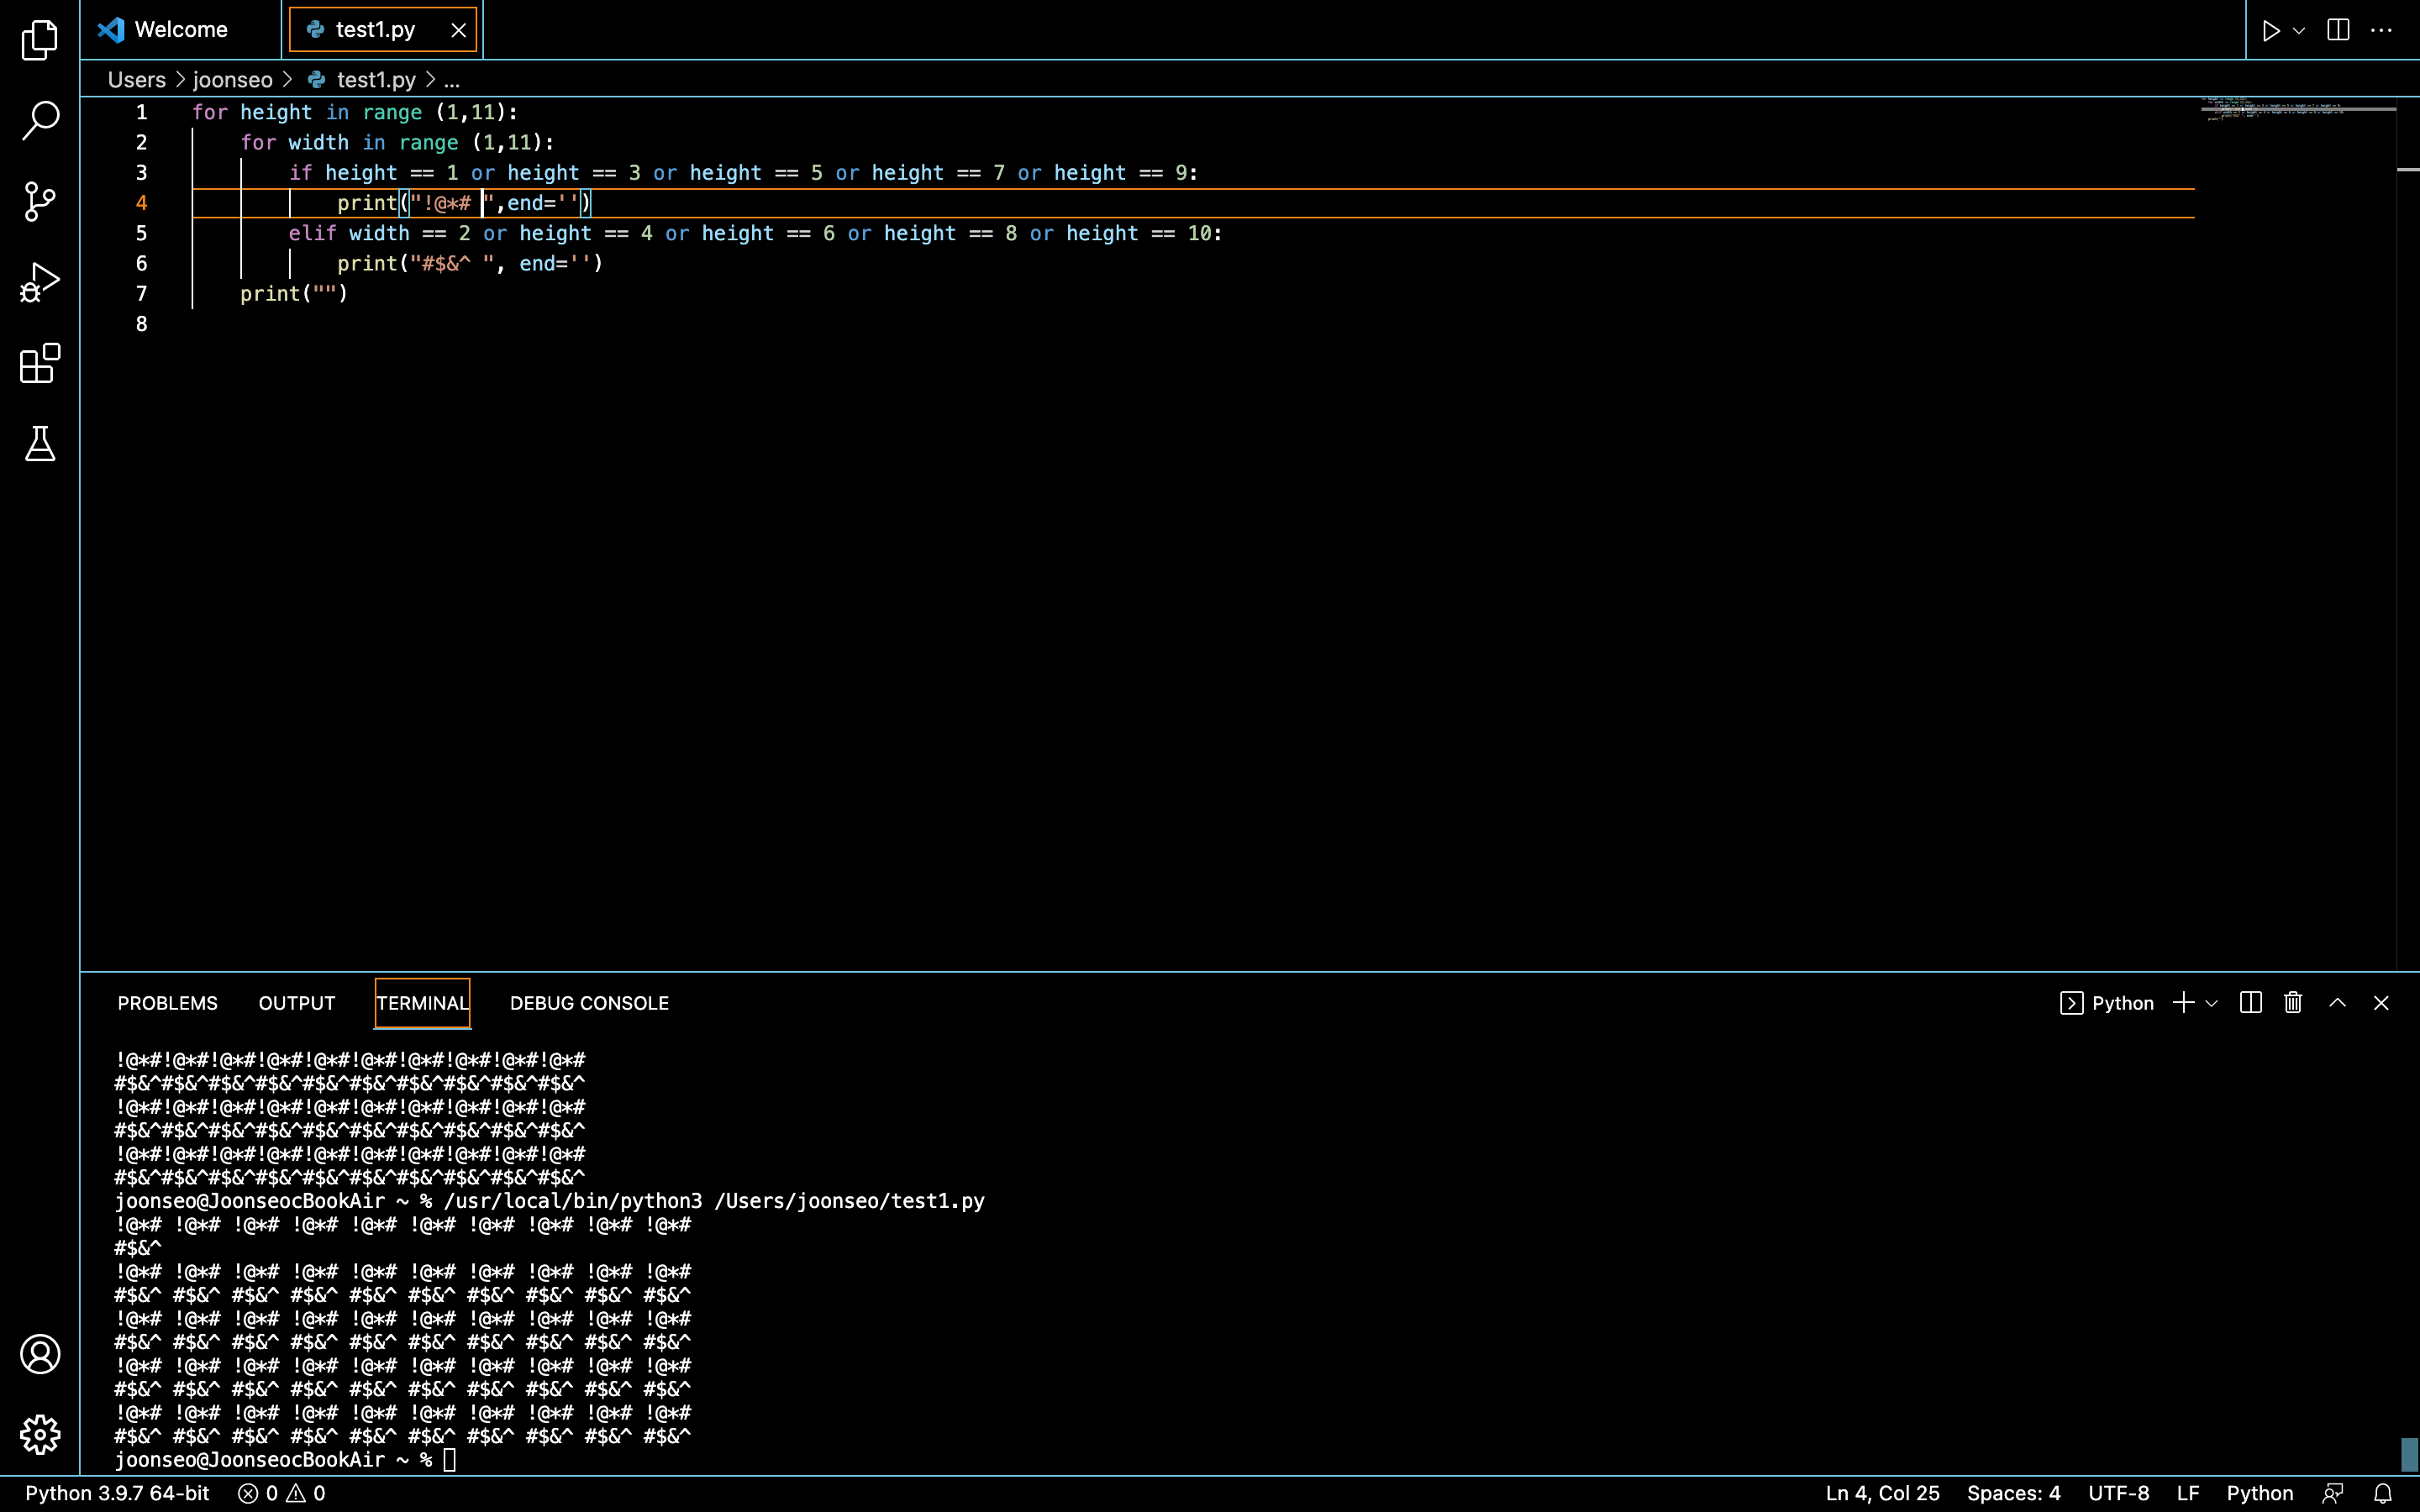 Welcome
test1.py
Users > joonseo > test1.py > ...
1 for height in range (1,11):
2     for width in range (1,11):
3         if height == 1 or height == 3 or height == 5 or height == 7 or height == 9:
4             print("!@*# ",end='')
5         elif width == 2 or height == 4 or height == 6 or height == 8 or height == 10:
6             print("#$&^ ", end='')
7     print("")
8
PROBLEMS OUTPUT TERMINAL DEBUG CONSOLE
Python
!@*#!@*#!@*#!@*#!@*#!@*#!@*#!@*#!@*#!@*#
#$&^#$&^#$&^#$&^#$&^#$&^#$&^#$&^#$&^#$&^
!@*#!@*#!@*#!@*#!@*#!@*#!@*#!@*#!@*#!@*#
#$&^#$&^#$&^#$&^#$&^#$&^#$&^#$&^#$&^#$&^
!@*#!@*#!@*#!@*#!@*#!@*#!@*#!@*#!@*#!@*#
#$&^#$&^#$&^#$&^#$&^#$&^#$&^#$&^#$&^#$&^
joonseo@JoonseocBookAir ~ % /usr/local/bin/python3 /Users/joonseo/test1.py
!@*# !@*# !@*# !@*# !@*# !@*# !@*# !@*# !@*# !@*#
#$&^
!@*# !@*# !@*# !@*# !@*# !@*# !@*# !@*# !@*# !@*#
#$&^ #$&^ #$&^ #$&^ #$&^ #$&^ #$&^ #$&^ #$&^ #$&^
!@*# !@*# !@*# !@*# !@*# !@*# !@*# !@*# !@*# !@*#
#$&^ #$&^ #$&^ #$&^ #$&^ #$&^ #$&^ #$&^ #$&^ #$&^
!@*# !@*# !@*# !@*# !@*# !@*# !@*# !@*# !@*# !@*#
#$&^ #$&^ #$&^ #$&^ #$&^ #$&^ #$&^ #$&^ #$&^ #$&^
!@*# !@*# !@*# !@*# !@*# !@*# !@*# !@*# !@*# !@*#
#$&^ #$&^ #$&^ #$&^ #$&^ #$&^ #$&^ #$&^ #$&^ #$&^
joonseo@JoonseocBookAir ~ %
Python 3.9.7 64-bit 0 0 Ln 4, Col 25 Spaces: 4 UTF-8 LF Python